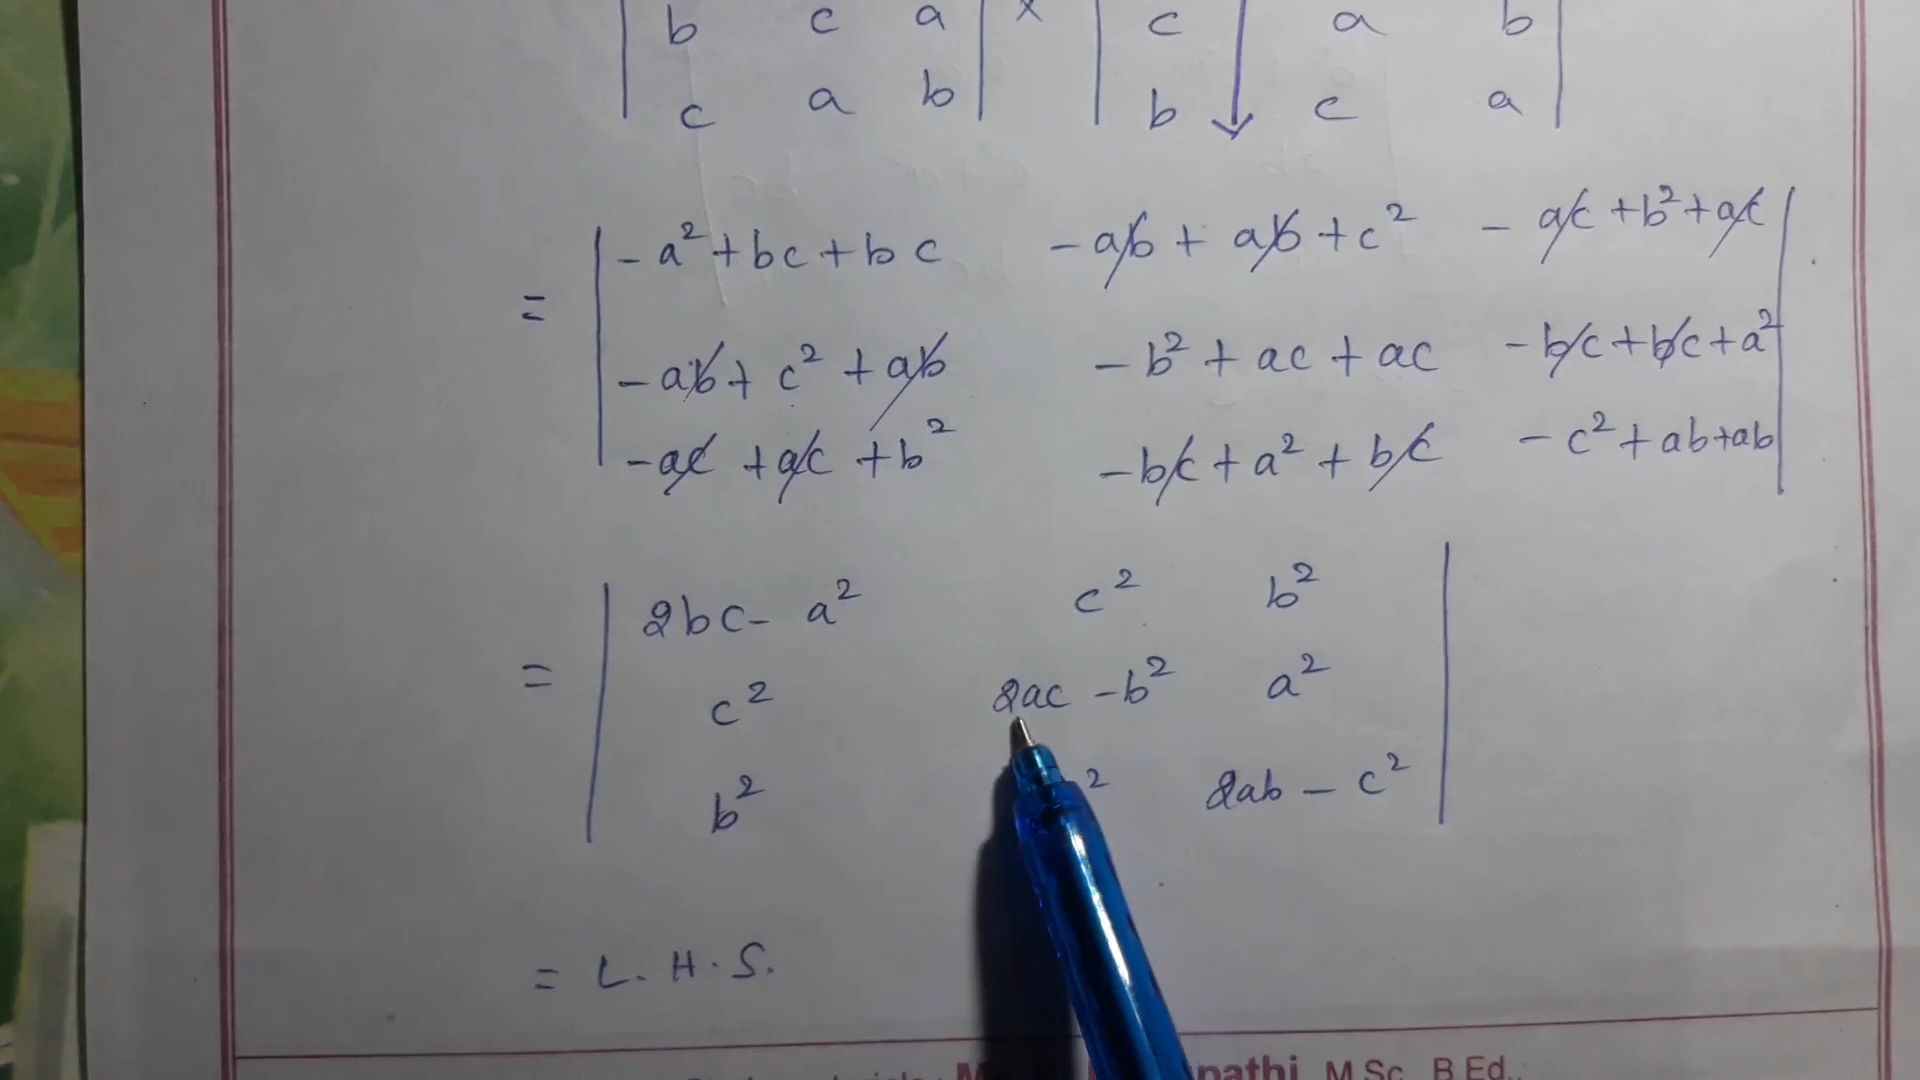 | b c a | × | c a b |
| c a b | | b c a |
| -a²+bc+bc -ab+ab+c² -ac+b²+ac |
= | -ab+c²+ab -b²+ac+ac -bc+bc+a² |
| -ac+ac+b² -bc+a²+bc -c²+ab+ab |
| 2bc-a² c² b² |
= | c² 2ac-b² a² |
| b² ² 2ab-c² |
= L.H.S.
M.Sc., B.Ed.,